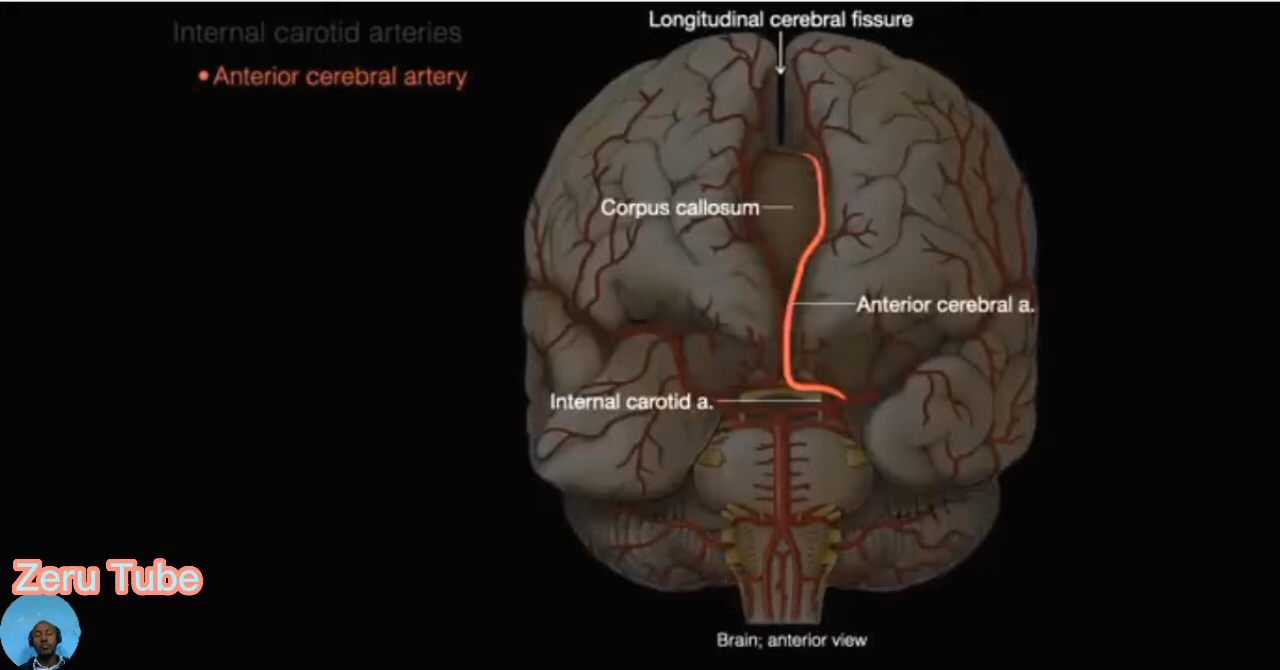 Longitudinal cerebral fissure
Internal carotid arteries
• Anterior cerebral artery
Corpus callosum
Anterior cerebral a.
Internal carotid a.
Zeru Tube
Brain; anterior view